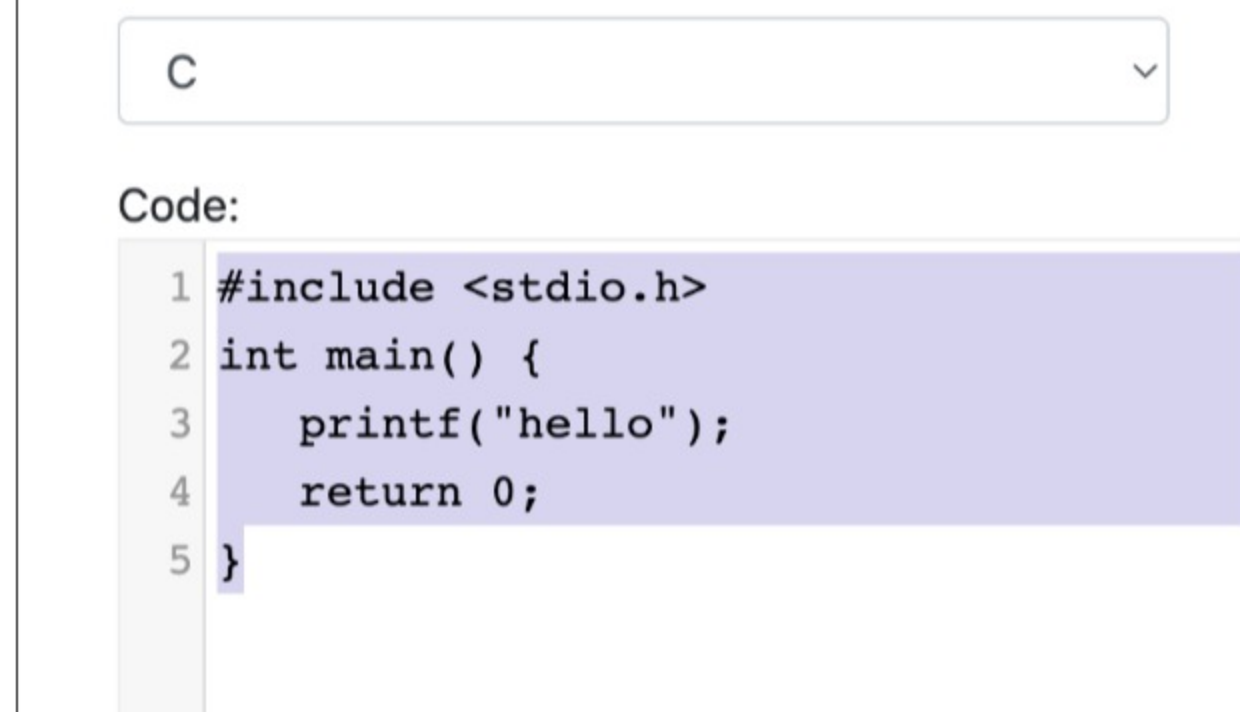 C
Code:
1 #include <stdio.h>
2 int main() {
3    printf("hello");
4    return 0;
5 }